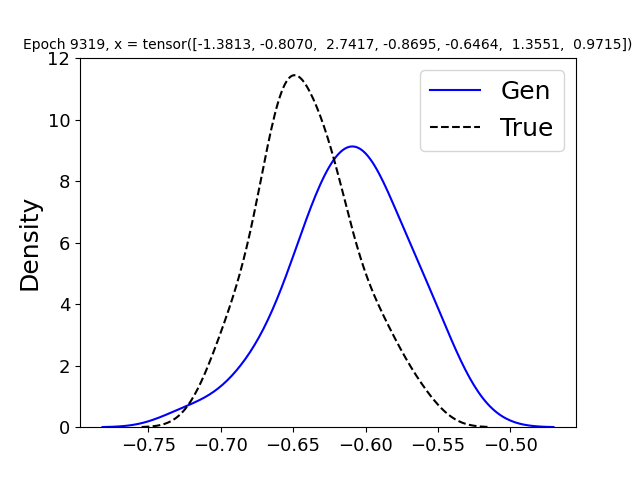 Epoch 9319, x = tensor([-1.3813, -0.8070,  2.7417, -0.8695, -0.6464,  1.3551,  0.9715])
12
10
8
6
4
2
0
Density
Gen
True
−0.75 −0.70 −0.65 −0.60 −0.55 −0.50